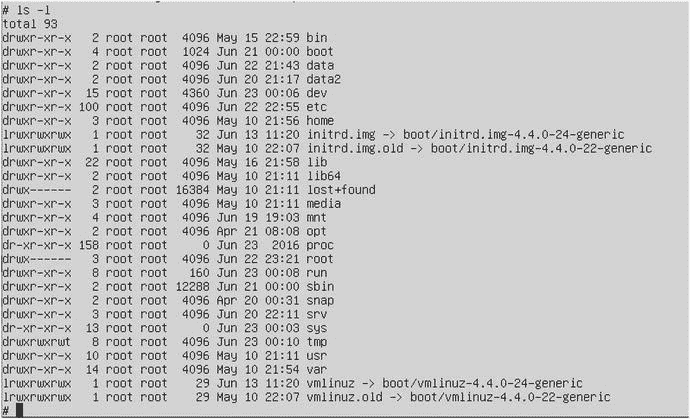 # ls -l
total 93
drwxr-xr-x   2 root root  4096 May 15 22:59 bin
drwxr-xr-x   4 root root  1024 Jun 21 00:00 boot
drwxr-xr-x   2 root root  4096 Jun 22 21:43 data
drwxr-xr-x   2 root root  4096 Jun 20 21:17 data2
drwxr-xr-x  15 root root  4360 Jun 23 00:06 dev
drwxr-xr-x 100 root root  4096 Jun 22 22:55 etc
drwxr-xr-x   3 root root  4096 May 10 21:56 home
lrwxrwxrwx   1 root root    32 Jun 13 11:20 initrd.img -> boot/initrd.img-4.4.0-24-generic
lrwxrwxrwx   1 root root    32 May 10 22:07 initrd.img.old -> boot/initrd.img-4.4.0-22-generic
drwxr-xr-x  22 root root  4096 May 16 21:58 lib
drwxr-xr-x   2 root root  4096 May 10 21:11 lib64
drwx------   2 root root 16384 May 10 21:11 lost+found
drwxr-xr-x   3 root root  4096 May 10 21:11 media
drwxr-xr-x   4 root root  4096 Jun 19 19:03 mnt
drwxr-xr-x   2 root root  4096 Apr 21 08:08 opt
dr-xr-xr-x 158 root root     0 Jun 23  2016 proc
drwx------   3 root root  4096 Jun 22 23:21 root
drwxr-xr-x   8 root root   160 Jun 23 00:08 run
drwxr-xr-x   2 root root 12288 Jun 21 00:00 sbin
drwxr-xr-x   2 root root  4096 Apr 20 00:31 snap
drwxr-xr-x   3 root root  4096 Jun 20 22:11 srv
dr-xr-xr-x  13 root root     0 Jun 23 00:03 sys
drwxrwxrwt   8 root root  4096 Jun 23 00:10 tmp
drwxr-xr-x  10 root root  4096 May 10 21:11 usr
drwxr-xr-x  14 root root  4096 May 10 21:54 var
lrwxrwxrwx   1 root root    29 Jun 13 11:20 vmlinuz -> boot/vmlinuz-4.4.0-24-generic
lrwxrwxrwx   1 root root    29 May 10 22:07 vmlinuz.old -> boot/vmlinuz-4.4.0-22-generic
#